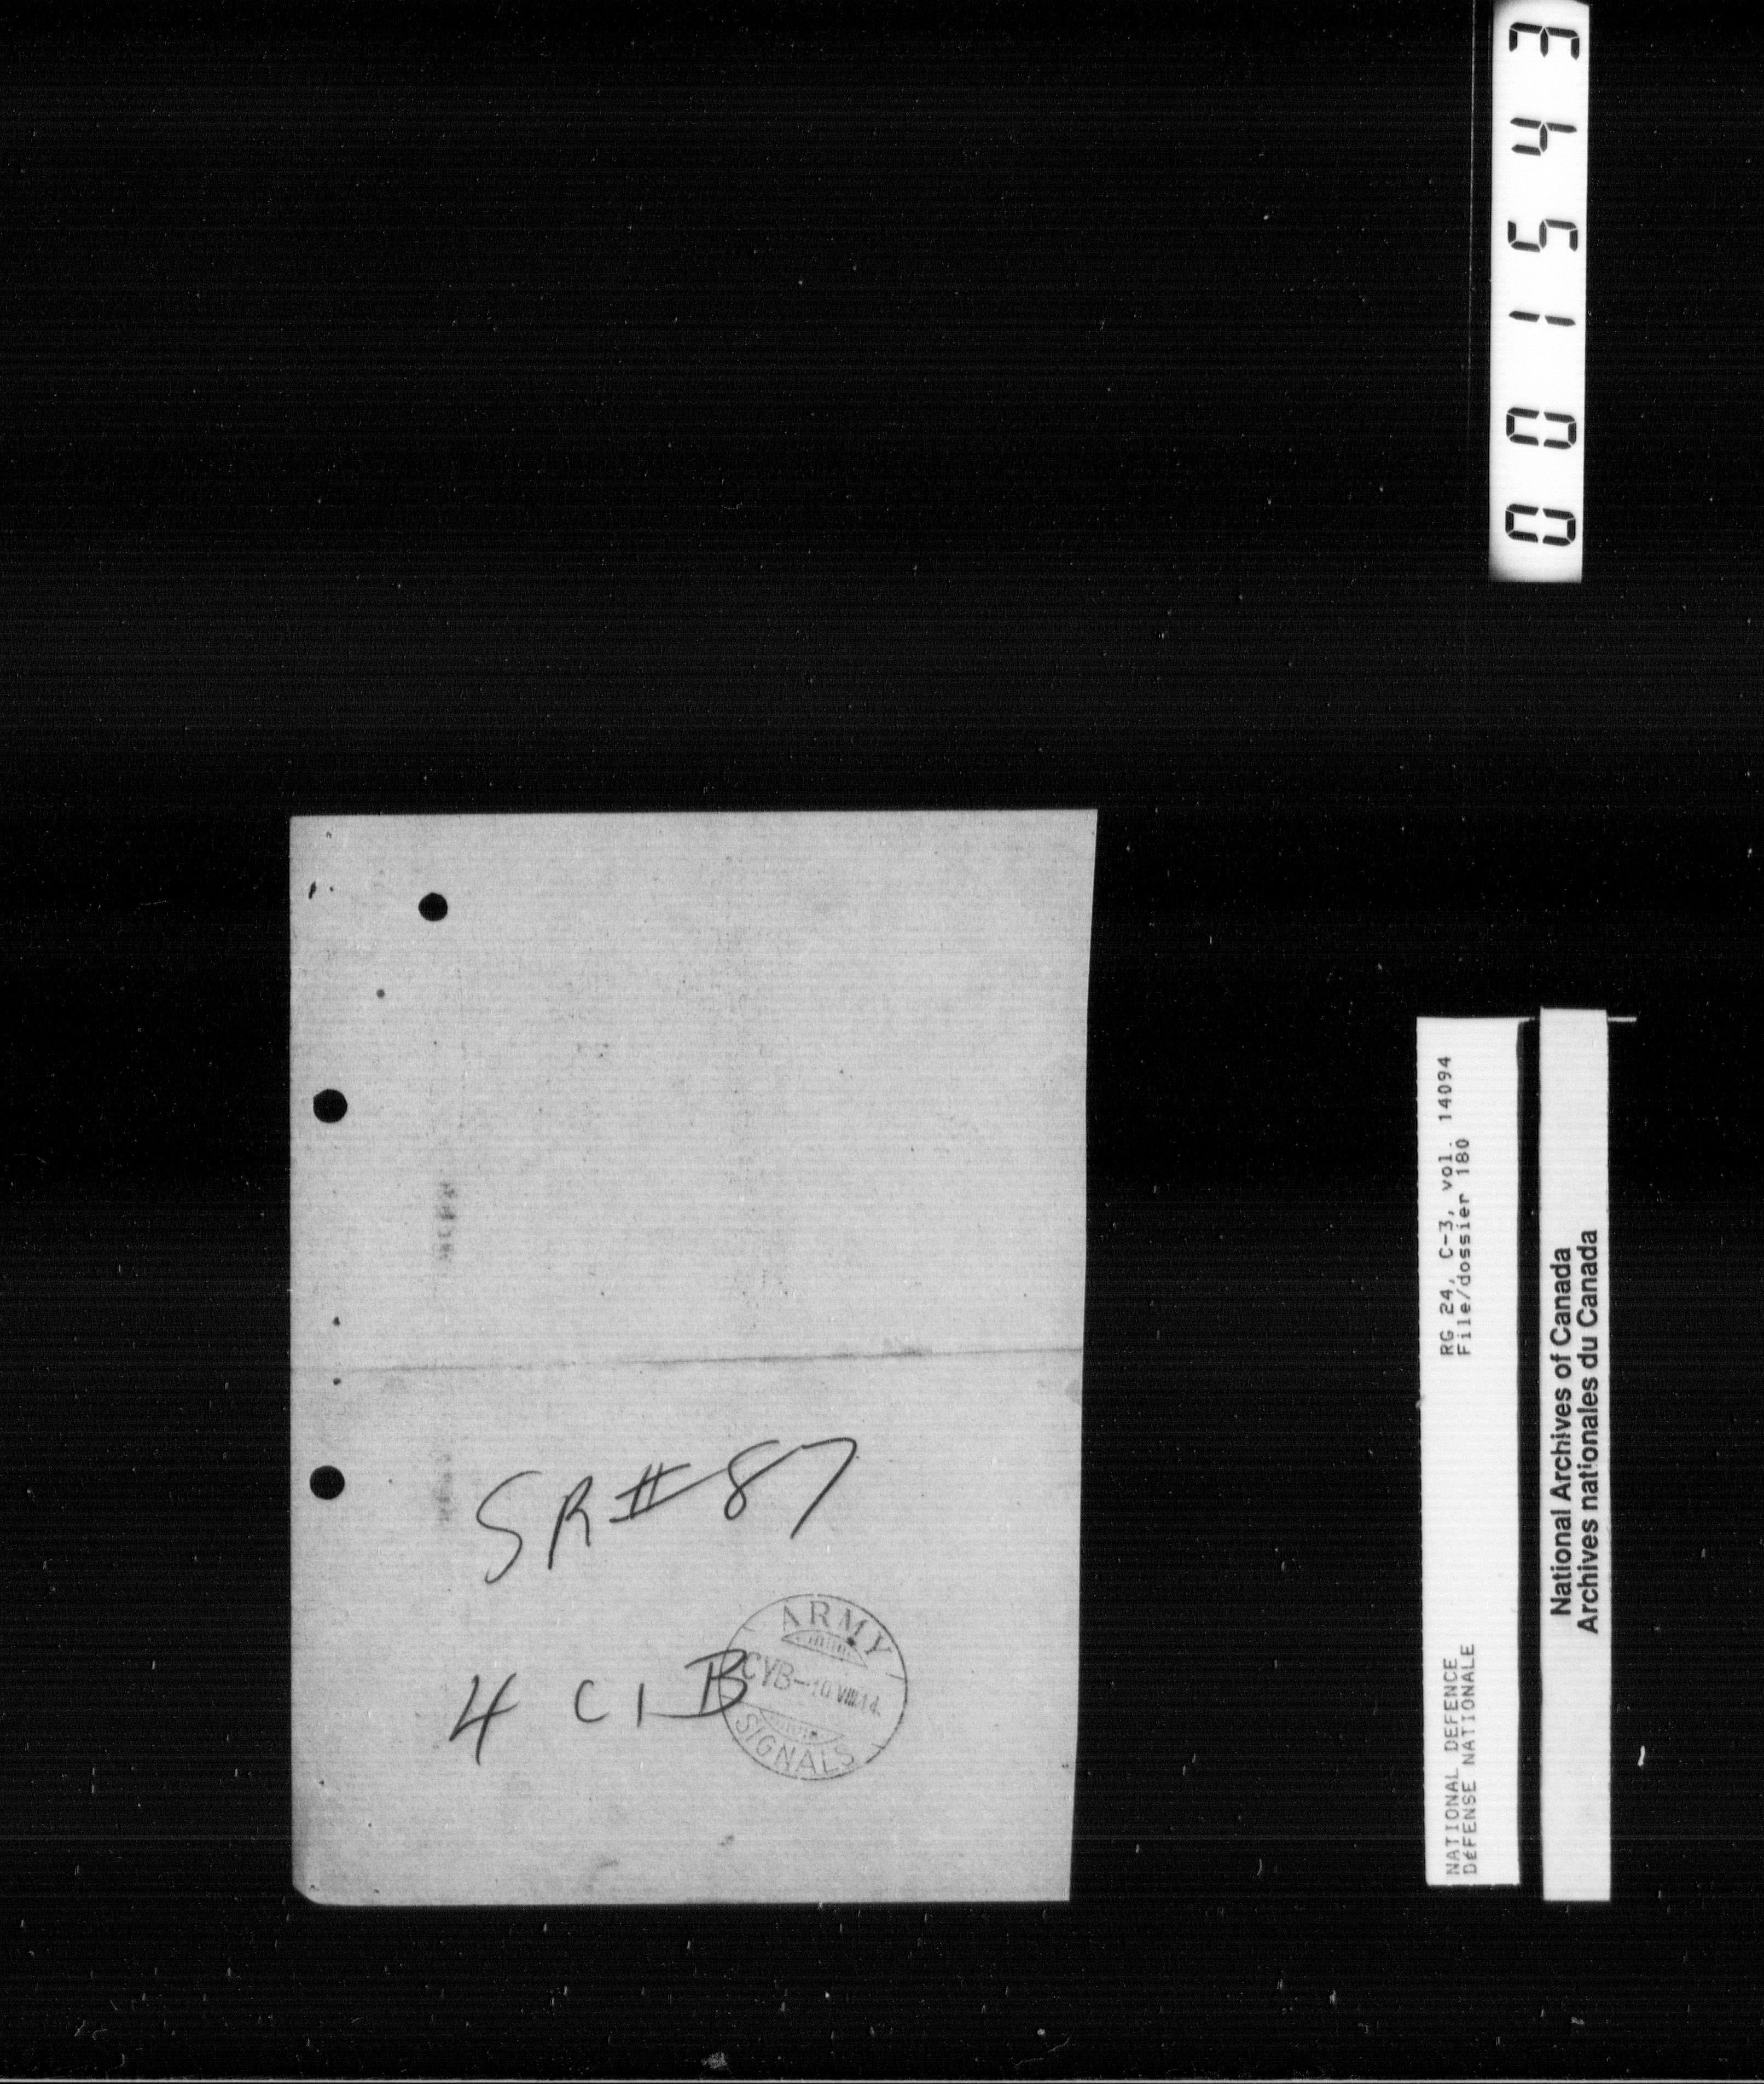 001543
SR # 87
4 CIB
ARMY
CYB-10 VIII 14.
SIGNALS
RG 24, C-3, vol. 14094
File/dossier 180
NATIONAL DEFENCE
DÉFENSE NATIONALE
National Archives of Canada
Archives nationales du Canada